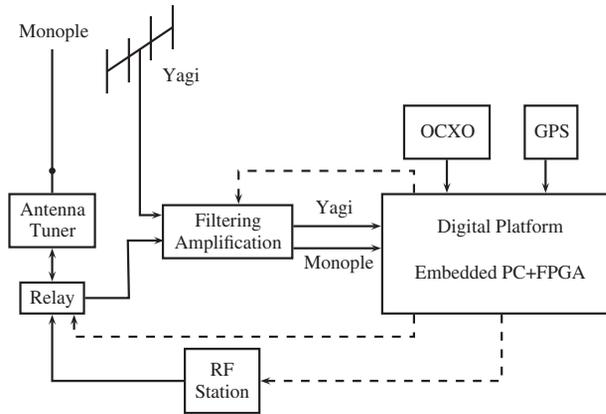 Monople
Yagi
OCXO
GPS
Antenna
Tuner
Filtering
Amplification
Yagi
Monople
Digital Platform
Embedded PC+FPGA
Relay
RF
Station